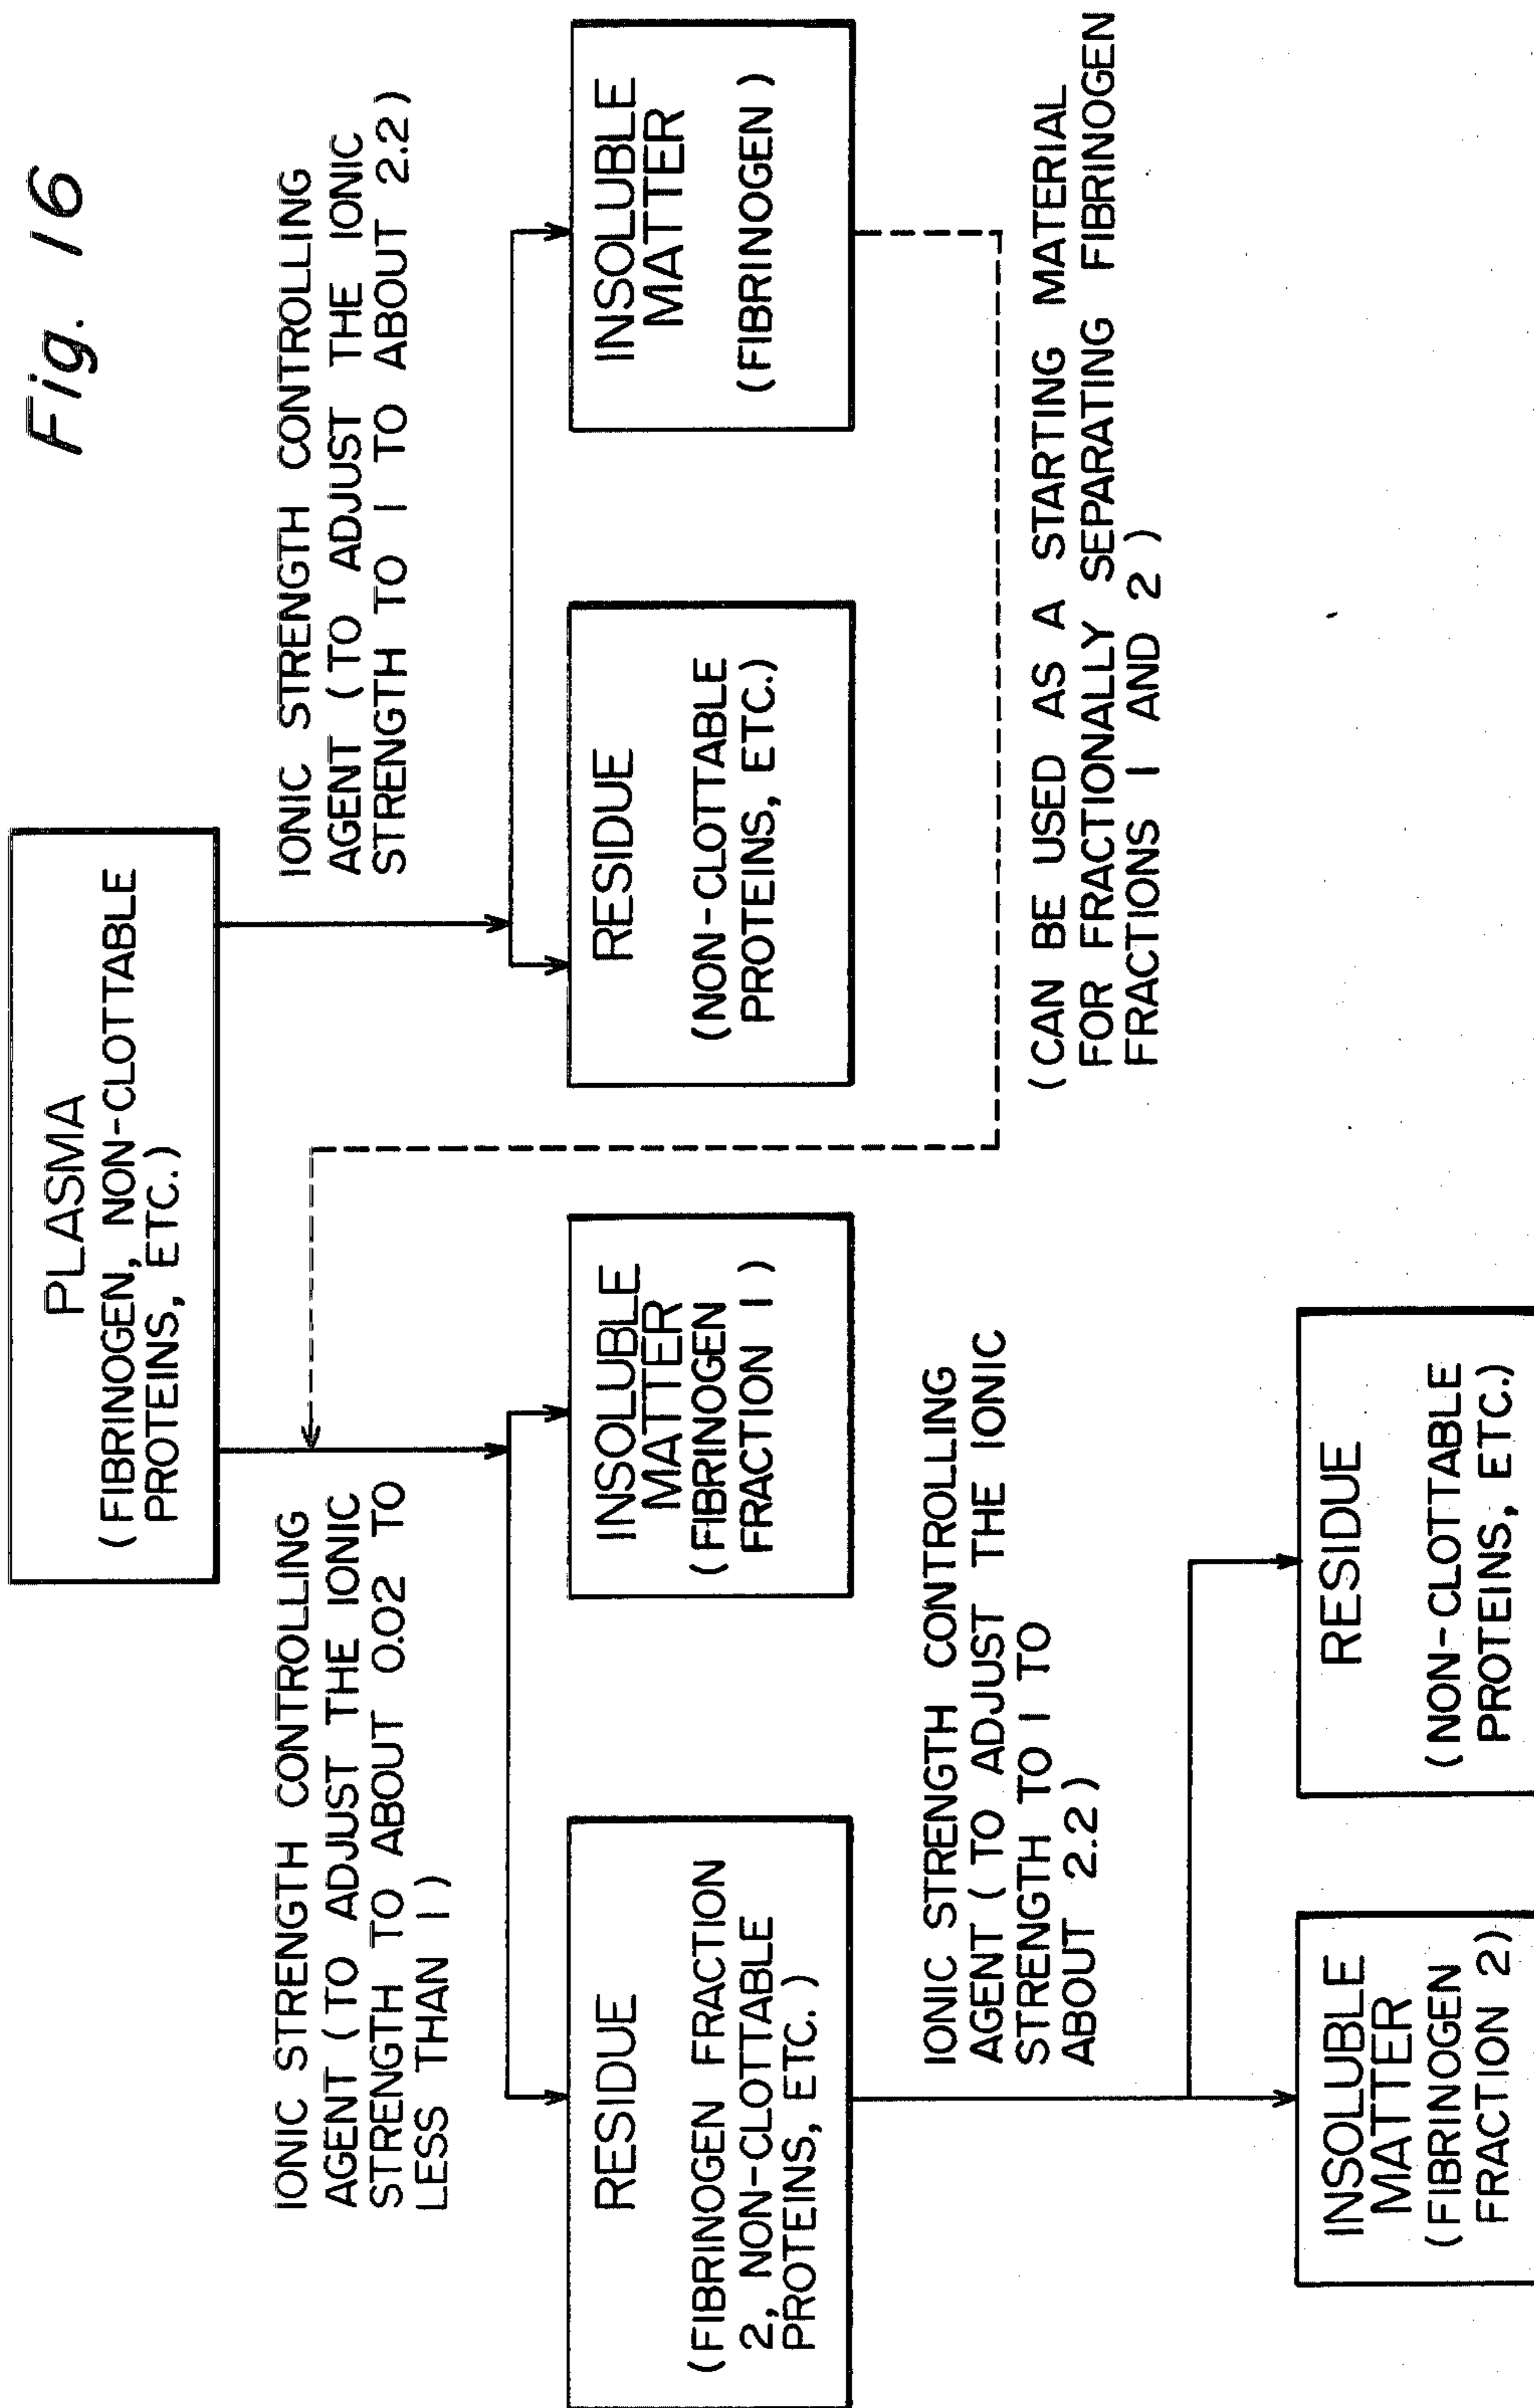 Fig. 16
PLASMA
(FIBRINOGEN, NON-CLOTTABLE
PROTEINS, ETC.)
IONIC STRENGTH CONTROLLING
AGENT (TO ADJUST THE IONIC
STRENGTH TO ABOUT 0.02 TO
LESS THAN 1)
IONIC STRENGTH CONTROLLING
AGENT (TO ADJUST THE IONIC
STRENGTH TO 1 TO ABOUT 2.2)
RESIDUE
(FIBRINOGEN FRACTION
2, NON-CLOTTABLE
PROTEINS, ETC.)
INSOLUBLE
MATTER
(FIBRINOGEN
FRACTION 1)
RESIDUE
(NON-CLOTTABLE
PROTEINS, ETC.)
INSOLUBLE
MATTER
(FIBRINOGEN)
IONIC STRENGTH CONTROLLING
AGENT (TO ADJUST THE IONIC
STRENGTH TO 1 TO
ABOUT 2.2)
(CAN BE USED AS A STARTING MATERIAL
FOR FRACTIONALLY SEPARATING FIBRINOGEN
FRACTIONS 1 AND 2)
INSOLUBLE
MATTER
(FIBRINOGEN
FRACTION 2)
RESIDUE
(NON-CLOTTABLE
PROTEINS, ETC.)